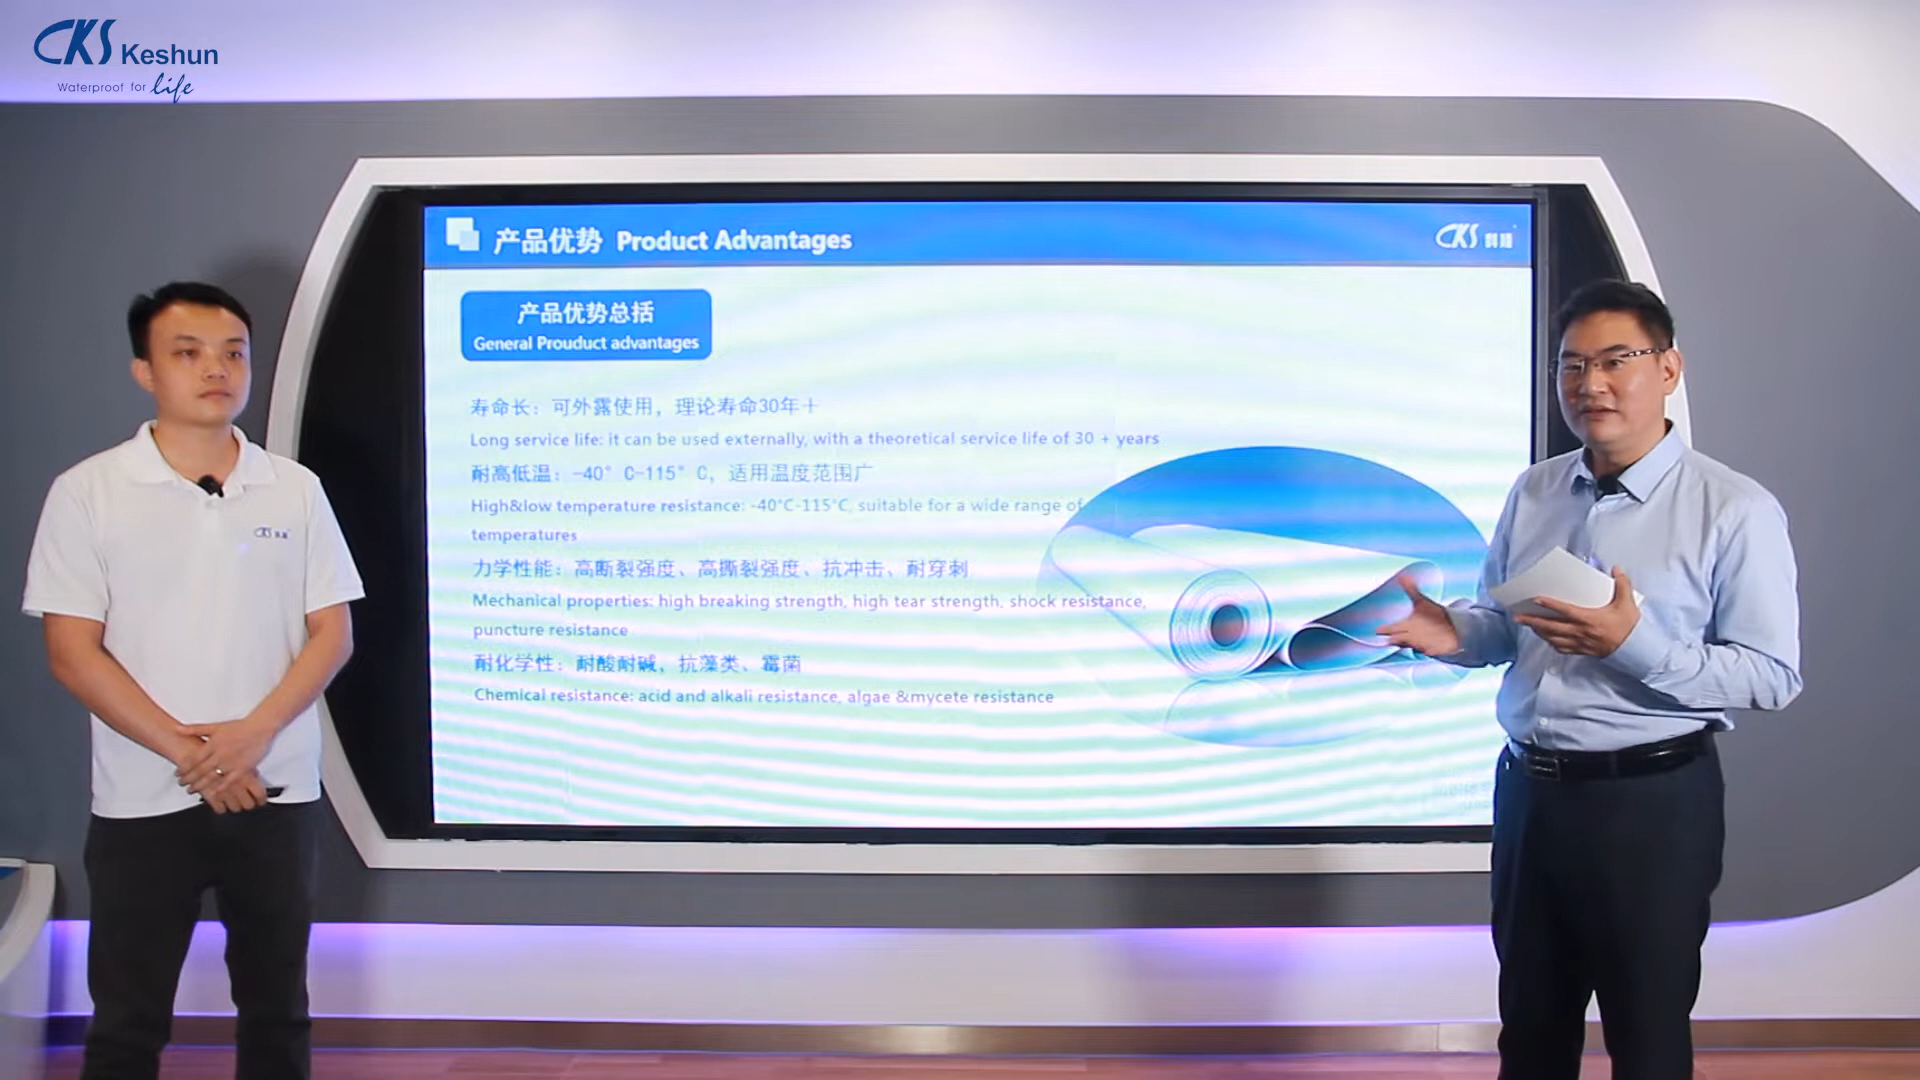 CKS Keshun
Waterproof for life
产品优势 Product Advantages
CKS 科顺
产品优势总括
General Prouduct advantages
寿命长：可外露使用，理论寿命30年＋
Long service life: it can be used externally, with a theoretical service life of 30 + years
耐高低温：-40° C-115° C，适用温度范围广
High&low temperature resistance: -40°C-115°C, suitable for a wide range of
temperatures
力学性能：高断裂强度、高撕裂强度、抗冲击、耐穿刺
Mechanical properties: high breaking strength, high tear strength, shock resistance,
puncture resistance
耐化学性：耐酸耐碱，抗藻类、霉菌
Chemical resistance: acid and alkali resistance, algae &mycete resistance
CKS 科顺